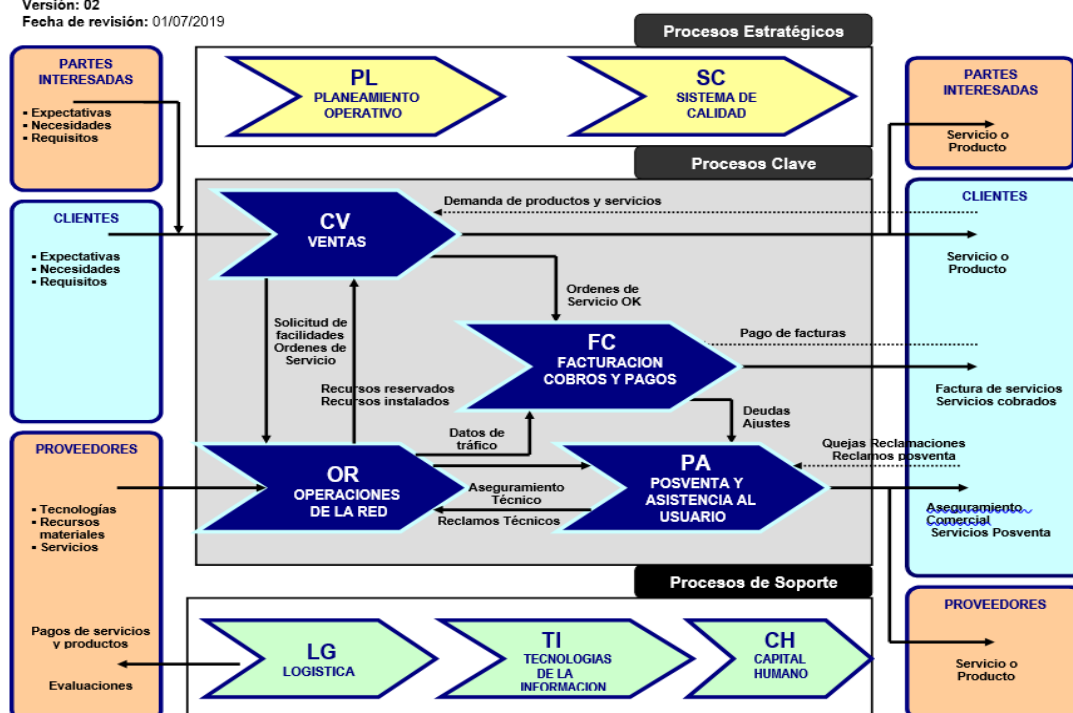 Versión: 02
Fecha de revisión: 01/07/2019
Procesos Estratégicos
PARTES
INTERESADAS
▪ Expectativas
▪ Necesidades
▪ Requisitos
PL
PLANEAMIENTO
OPERATIVO
SC
SISTEMA DE
CALIDAD
PARTES
INTERESADAS
Servicio o
Producto
Procesos Clave
CLIENTES
▪ Expectativas
▪ Necesidades
▪ Requisitos
CV
VENTAS
Demanda de productos y servicios
CLIENTES
Servicio o
Producto
Ordenes de
Servicio OK
Solicitud de
facilidades
Ordenes de
Servicio
Recursos reservados
Recursos instalados
FC
FACTURACION
COBROS Y PAGOS
Pago de facturas
Factura de servicios
Servicios cobrados
Datos de
tráfico
Deudas
Ajustes
Quejas Reclamaciones
Reclamos posventa
PROVEEDORES
▪ Tecnologías
▪ Recursos
materiales
▪ Servicios
OR
OPERACIONES
DE LA RED
Aseguramiento
Técnico
Reclamos Técnicos
PA
POSVENTA Y
ASISTENCIA AL
USUARIO
Aseguramiento
Comercial
Servicios Posventa
Procesos de Soporte
Pagos de servicios
y productos
Evaluaciones
LG
LOGISTICA
TI
TECNOLOGIAS
DE LA
INFORMACION
CH
CAPITAL
HUMANO
PROVEEDORES
Servicio o
Producto